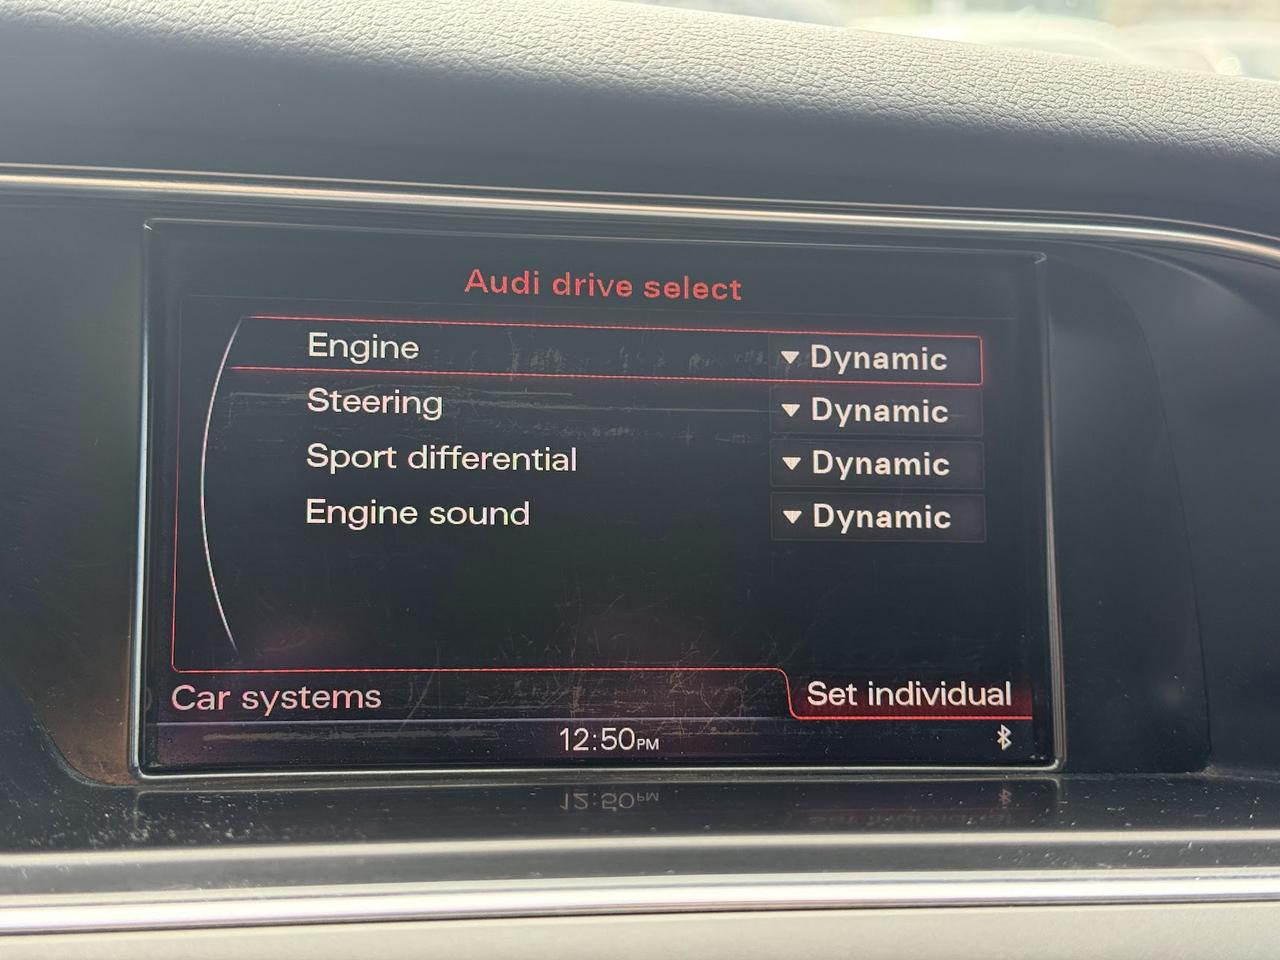 Audi drive select
Engine ▼ Dynamic
Steering ▼ Dynamic
Sport differential ▼ Dynamic
Engine sound ▼ Dynamic
Car systems Set individual
12:50PM